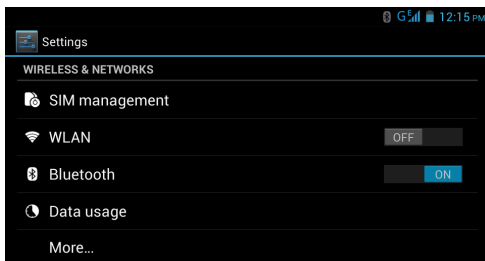 G E 12:15 PM
Settings
WIRELESS & NETWORKS
SIM management
WLAN OFF
Bluetooth ON
Data usage
More...